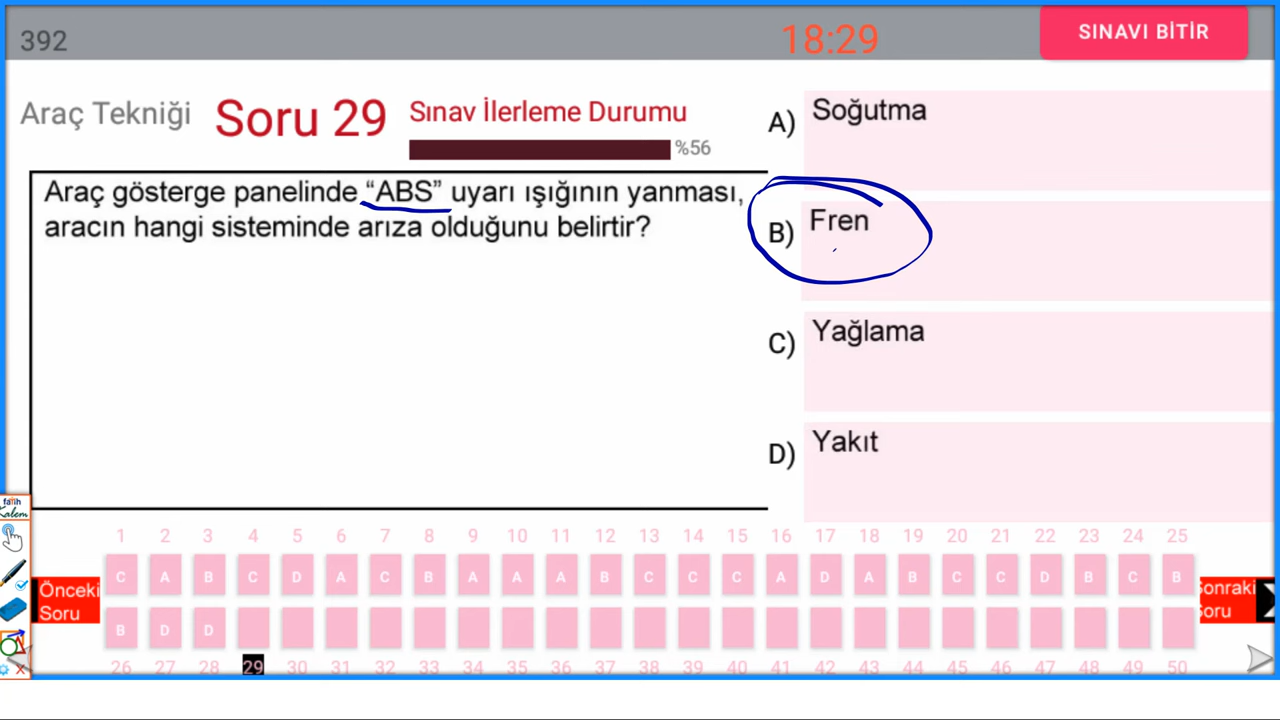 392
18:29
SINAVI BİTİR
Araç Tekniği
Soru 29
Sınav İlerleme Durumu
%56
Araç gösterge panelinde “ABS” uyarı ışığının yanması,
aracın hangi sisteminde arıza olduğunu belirtir?
A) Soğutma
B) Fren
C) Yağlama
D) Yakıt
fatih
Kalem
1 2 3 4 5 6 7 8 9 10 11 12 13 14 15 16 17 18 19 20 21 22 23 24 25
C A B C D A C B A A A B C C C A D A B C C D B C B
Önceki
Soru
Sonraki
Soru
B D D
26 27 28 29 30 31 32 33 34 35 36 37 38 39 40 41 42 43 44 45 46 47 48 49 50